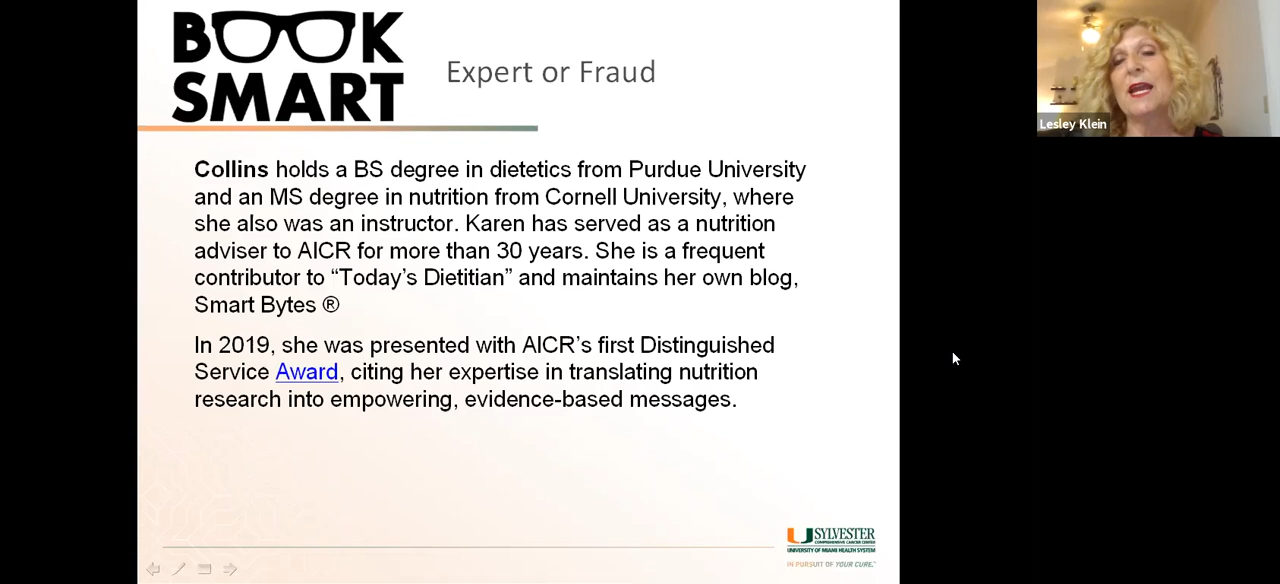 BOOK
SMART
Expert or Fraud
Lesley Klein
Collins holds a BS degree in dietetics from Purdue University
and an MS degree in nutrition from Cornell University, where
she also was an instructor. Karen has served as a nutrition
adviser to AICR for more than 30 years. She is a frequent
contributor to “Today’s Dietitian” and maintains her own blog,
Smart Bytes ®
In 2019, she was presented with AICR’s first Distinguished
Service Award, citing her expertise in translating nutrition
research into empowering, evidence-based messages.
SYLVESTER
COMPREHENSIVE CANCER CENTER
UNIVERSITY OF MIAMI HEALTH SYSTEM
IN PURSUIT OF YOUR CURE.™